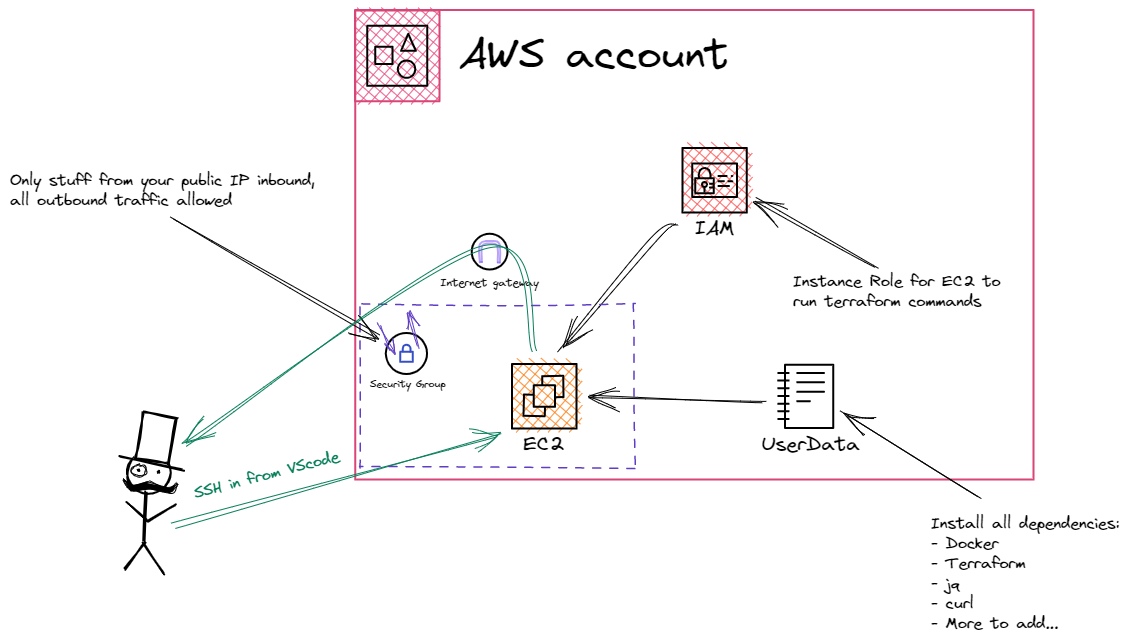 AWS account
Only stuff from your public IP inbound,
all outbound traffic allowed
IAM
Internet gateway
Instance Role for EC2 to
run terraform commands
Security Group
EC2
UserData
SSH in from VScode
Install all dependencies:
- Docker
- Terraform
- jq
- curl
- More to add...